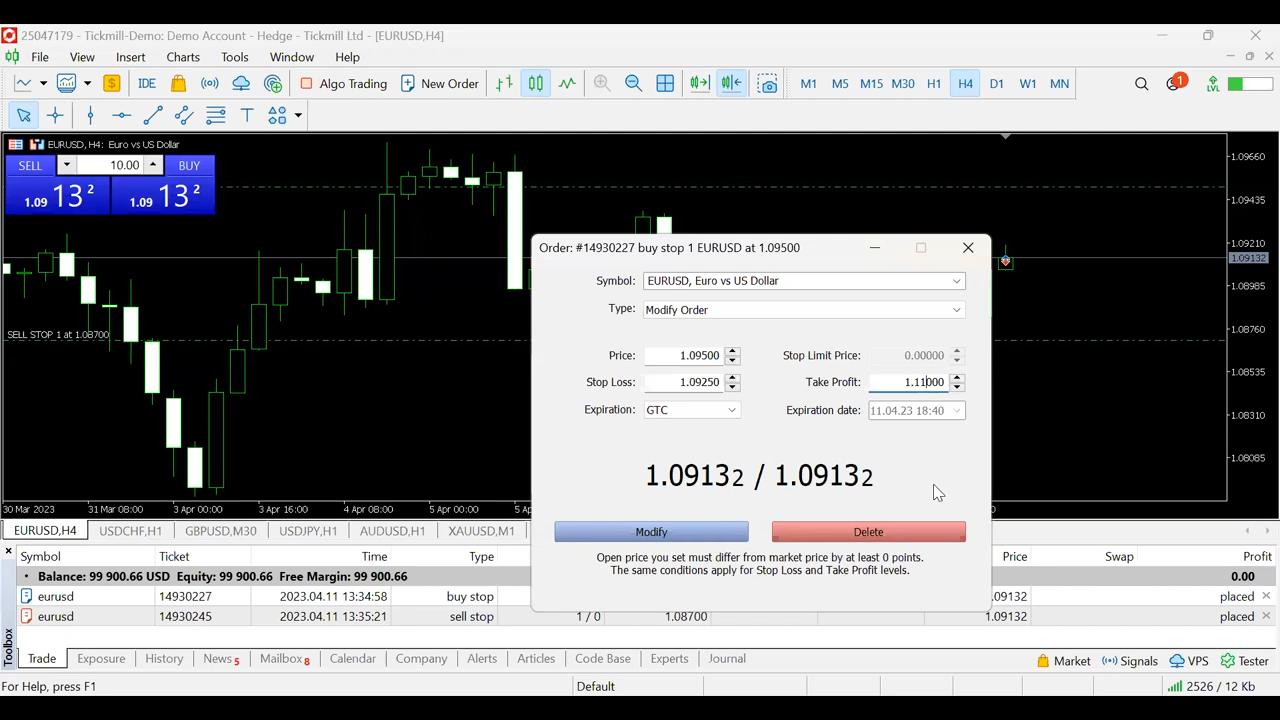 25047179 - Tickmill-Demo: Demo Account - Hedge - Tickmill Ltd - [EURUSD,H4]
File View Insert Charts Tools Window Help
IDE Algo Trading New Order M1 M5 M15 M30 H1 H4 D1 W1 MN 1 LVL
T
EURUSD, H4: Euro vs US Dollar
SELL 10.00 BUY
1.09 13 2 1.09 13 2
1.09660
1.09435
1.09210
1.09132
1.08985
1.08760
1.08535
1.08310
1.08085
SELL STOP 1 at 1.08700
30 Mar 2023 31 Mar 08:00 3 Apr 00:00 3 Apr 16:00 4 Apr 08:00 5 Apr 00:00 5 Ap
Order: #14930227 buy stop 1 EURUSD at 1.09500
Symbol: EURUSD, Euro vs US Dollar
Type: Modify Order
Price: 1.09500 Stop Limit Price: 0.00000
Stop Loss: 1.09250 Take Profit: 1.11000
Expiration: GTC Expiration date: 11.04.23 18:40
1.09132 / 1.09132
Modify Delete
Open price you set must differ from market price by at least 0 points.
The same conditions apply for Stop Loss and Take Profit levels.
EURUSD,H4 USDCHF,H1 GBPUSD,M30 USDJPY,H1 AUDUSD,H1 XAUUSD,M1
Symbol Ticket Time Type Price Swap Profit
Balance: 99 900.66 USD Equity: 99 900.66 Free Margin: 99 900.66 0.00
eurusd 14930227 2023.04.11 13:34:58 buy stop .09132 placed
eurusd 14930245 2023.04.11 13:35:21 sell stop 1 / 0 1.08700 1.09132 placed
Toolbox
Trade Exposure History News 5 Mailbox 8 Calendar Company Alerts Articles Code Base Experts Journal Market Signals VPS Tester
For Help, press F1 Default 2526 / 12 Kb